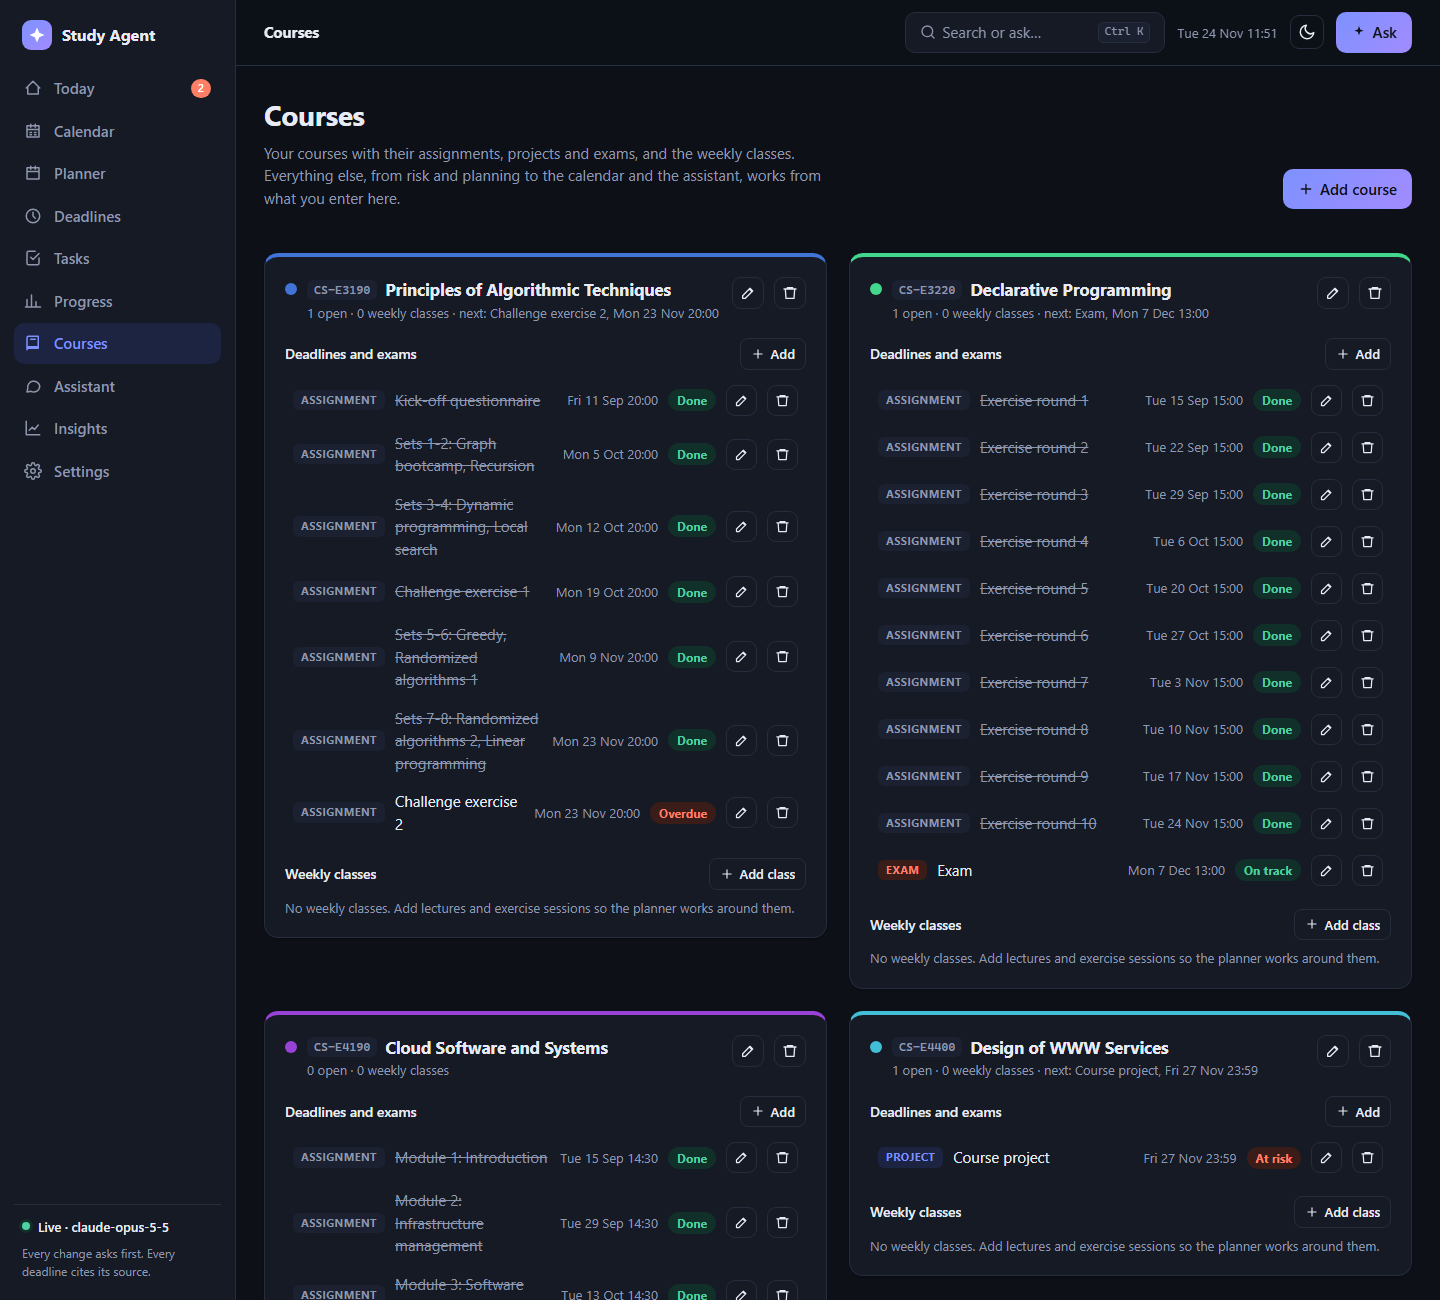 Study Agent
Today
2
Calendar
Planner
Deadlines
Tasks
Progress
Courses
Assistant
Insights
Settings
Live · claude-opus-5-5
Every change asks first. Every
deadline cites its source.
Courses
Search or ask...
Ctrl K
Tue 24 Nov 11:51
Ask
Courses
Your courses with their assignments, projects and exams, and the weekly classes.
Everything else, from risk and planning to the calendar and the assistant, works from
what you enter here.
Add course
CS-E3190 Principles of Algorithmic Techniques
1 open · 0 weekly classes · next: Challenge exercise 2, Mon 23 Nov 20:00
Deadlines and exams
Add
ASSIGNMENT Kick-off questionnaire Fri 11 Sep 20:00 Done
ASSIGNMENT Sets 1-2: Graph
bootcamp, Recursion Mon 5 Oct 20:00 Done
ASSIGNMENT Sets 3-4: Dynamic
programming, Local
search Mon 12 Oct 20:00 Done
ASSIGNMENT Challenge exercise 1 Mon 19 Oct 20:00 Done
ASSIGNMENT Sets 5-6: Greedy,
Randomized
algorithms 1 Mon 9 Nov 20:00 Done
ASSIGNMENT Sets 7-8: Randomized
algorithms 2, Linear
programming Mon 23 Nov 20:00 Done
ASSIGNMENT Challenge exercise
2 Mon 23 Nov 20:00 Overdue
Weekly classes
Add class
No weekly classes. Add lectures and exercise sessions so the planner works around them.
CS-E3220 Declarative Programming
1 open · 0 weekly classes · next: Exam, Mon 7 Dec 13:00
Deadlines and exams
Add
ASSIGNMENT Exercise round 1 Tue 15 Sep 15:00 Done
ASSIGNMENT Exercise round 2 Tue 22 Sep 15:00 Done
ASSIGNMENT Exercise round 3 Tue 29 Sep 15:00 Done
ASSIGNMENT Exercise round 4 Tue 6 Oct 15:00 Done
ASSIGNMENT Exercise round 5 Tue 20 Oct 15:00 Done
ASSIGNMENT Exercise round 6 Tue 27 Oct 15:00 Done
ASSIGNMENT Exercise round 7 Tue 3 Nov 15:00 Done
ASSIGNMENT Exercise round 8 Tue 10 Nov 15:00 Done
ASSIGNMENT Exercise round 9 Tue 17 Nov 15:00 Done
ASSIGNMENT Exercise round 10 Tue 24 Nov 15:00 Done
EXAM Exam Mon 7 Dec 13:00 On track
Weekly classes
Add class
No weekly classes. Add lectures and exercise sessions so the planner works around them.
CS-E4190 Cloud Software and Systems
0 open · 0 weekly classes
Deadlines and exams
Add
ASSIGNMENT Module 1: Introduction Tue 15 Sep 14:30 Done
ASSIGNMENT Module 2:
Infrastructure
management Tue 29 Sep 14:30 Done
ASSIGNMENT Module 3: Software Tue 13 Oct 14:30 Done
CS-E4400 Design of WWW Services
1 open · 0 weekly classes · next: Course project, Fri 27 Nov 23:59
Deadlines and exams
Add
PROJECT Course project Fri 27 Nov 23:59 At risk
Weekly classes
Add class
No weekly classes. Add lectures and exercise sessions so the planner works around them.